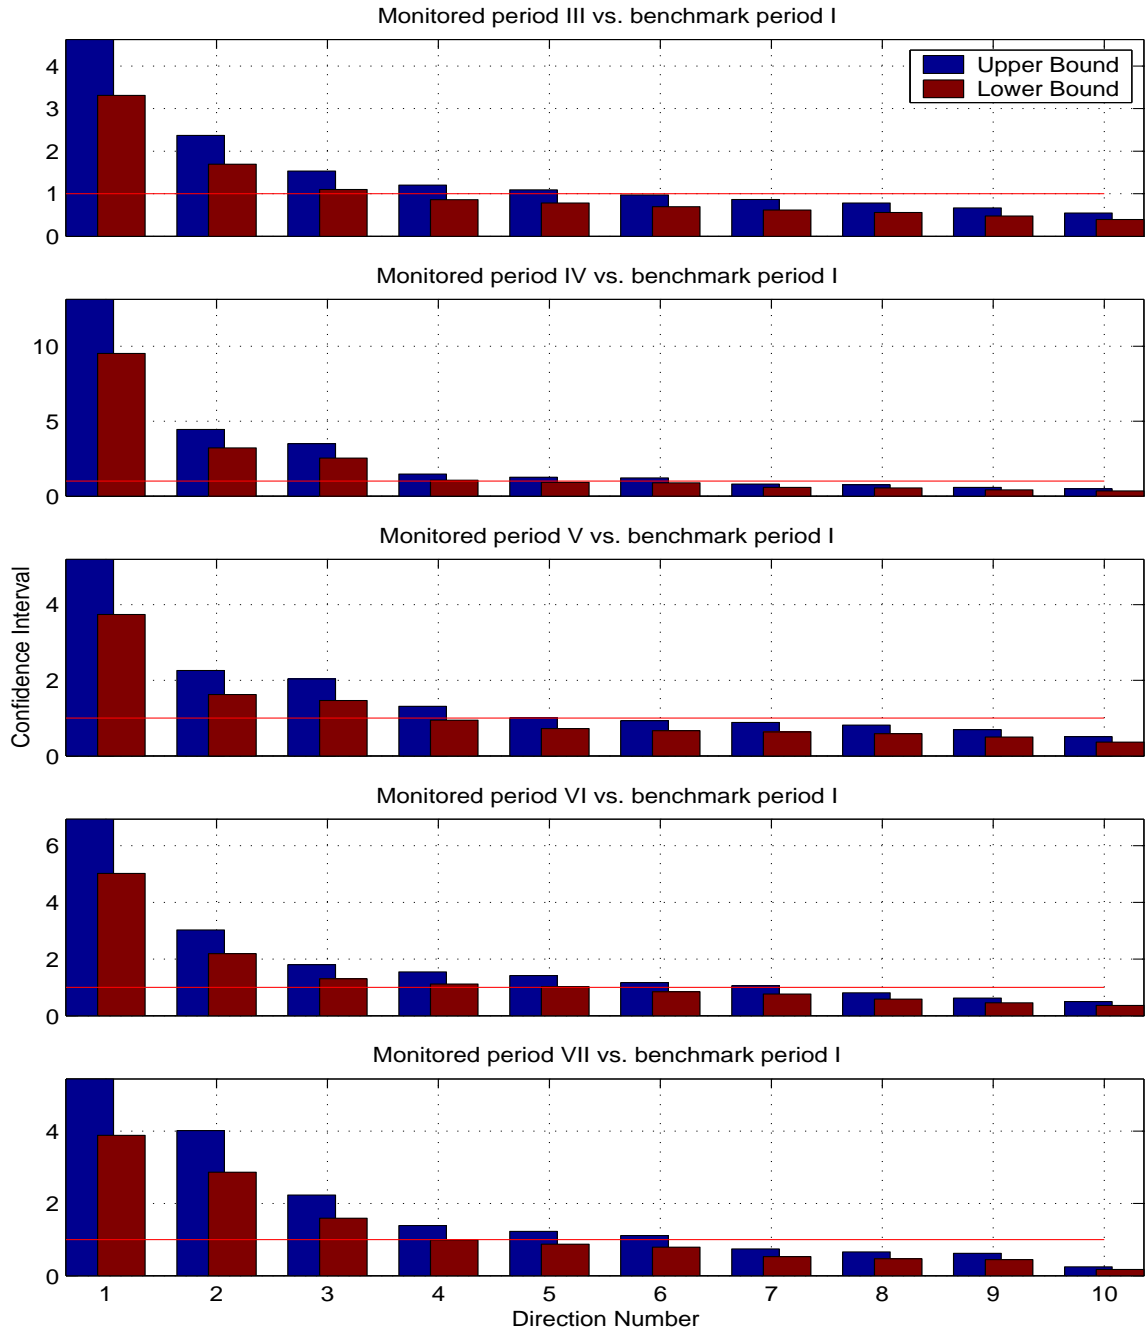 Monitored period III vs. benchmark period I
4
3
2
1
0
Upper Bound
Lower Bound
Monitored period IV vs. benchmark period I
10
5
0
Monitored period V vs. benchmark period I
4
2
0
Confidence Interval
Monitored period VI vs. benchmark period I
6
4
2
0
Monitored period VII vs. benchmark period I
4
2
0
1 2 3 4 5 6 7 8 9 10
Direction Number